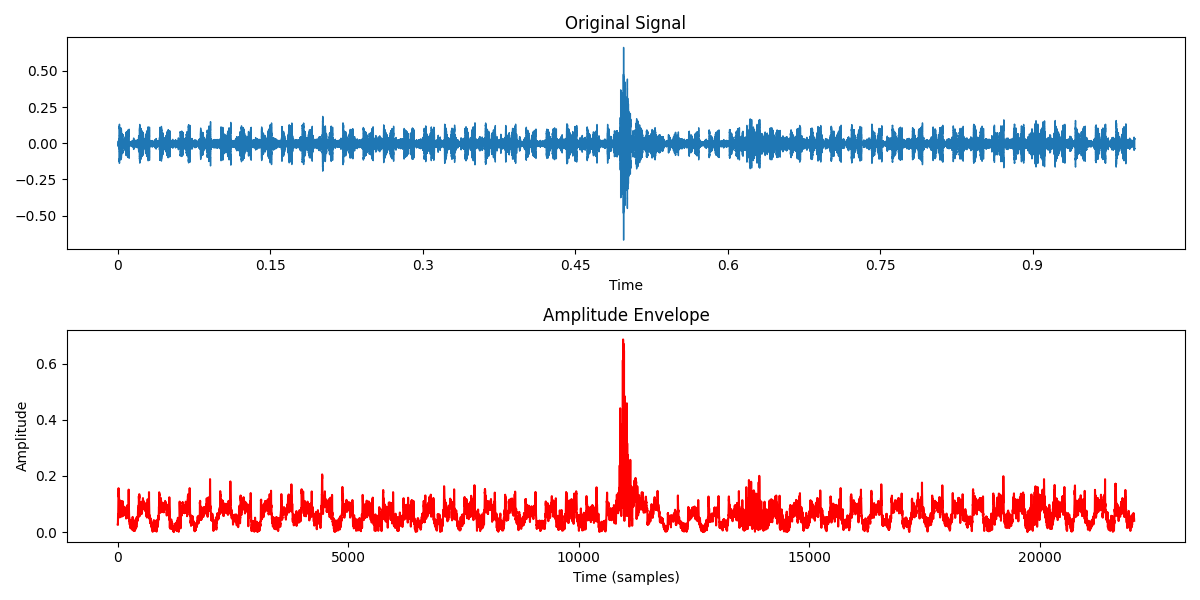 Original Signal
0.50
0.25
0.00
−0.25
−0.50
0 0.15 0.3 0.45 0.6 0.75 0.9
Time
Amplitude Envelope
Amplitude
0.6
0.4
0.2
0.0
0 5000 10000 15000 20000
Time (samples)